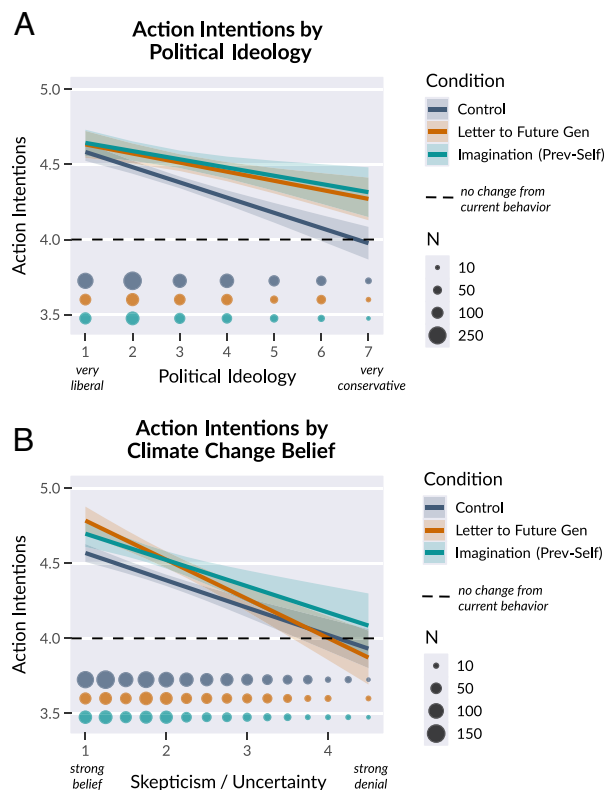 A
Action Intentions by
Political Ideology
5.0
4.5
4.0
3.5
Action Intentions
1
2
3
4
5
6
7
very
liberal
Political Ideology
very
conservative
Condition
Control
Letter to Future Gen
Imagination (Prev-Self)
no change from
current behavior
N
10
50
100
250
B
Action Intentions by
Climate Change Belief
5.0
4.5
4.0
3.5
Action Intentions
1
2
3
4
strong
belief
Skepticism / Uncertainty
strong
denial
Condition
Control
Letter to Future Gen
Imagination (Prev-Self)
no change from
current behavior
N
10
50
100
150